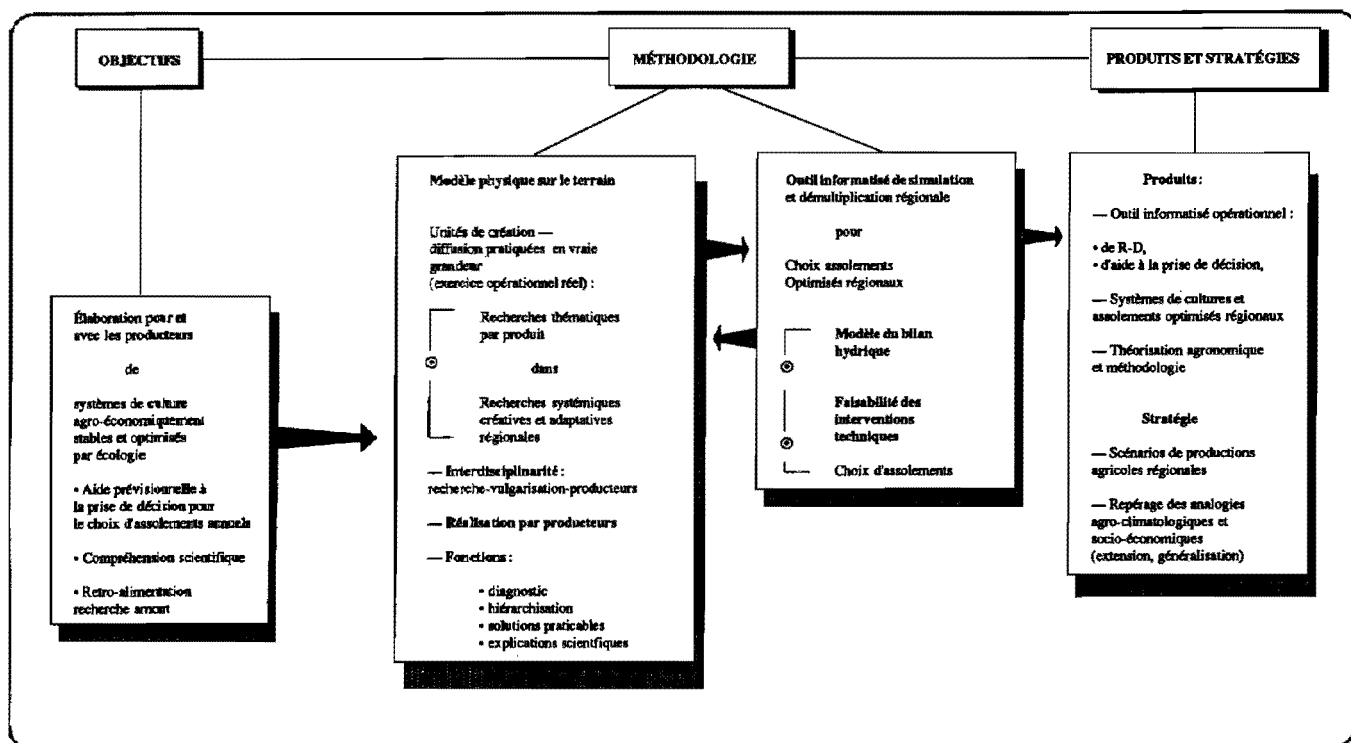 OBJECTIFS
MÉTHODOLOGIE
PRODUITS ET STRATÉGIES
Élaboration pour et
avec les producteurs
de
systèmes de culture
agro-économiquement
stables et optimisés
par écologie
• Aide prévisionnelle à
la prise de décision pour
le choix d'assolements annuels
• Compréhension scientifique
• Retro-alimentation
recherche amont
Modèle physique sur le terrain
Unités de création —
diffusion pratiquées en vraie
grandeur
(exercice opérationnel réel) :
Recherches thématiques
par produit
dans
Recherches systémiques
créatives et adaptatives
régionales
— Interdisciplinarité :
recherche-vulgarisation-producteurs
— Réalisation par producteurs
— Fonctions :
• diagnostic
• hiérarchisation
• solutions praticables
• explications scientfiques
Outil informatisé de simulation
et démultiplication régionale
pour
Choix assolements
Optimisés régionaux
Modèle du bilan
hydrique
Faisabilité des
interventions
techniques
Choix d'assolements
Produits :
— Outil informatisé opérationnel :
• de R-D,
• d'aide à la prise de décision,
— Systèmes de cultures et
assolements optimisés régionaux
— Théorisation agronomique
et méthodologie
Stratégie
— Scénarios de productions
agricoles régionales
— Repérage des analogies
agro-climatologiques et
socio-économiques
(extension, généralisation)